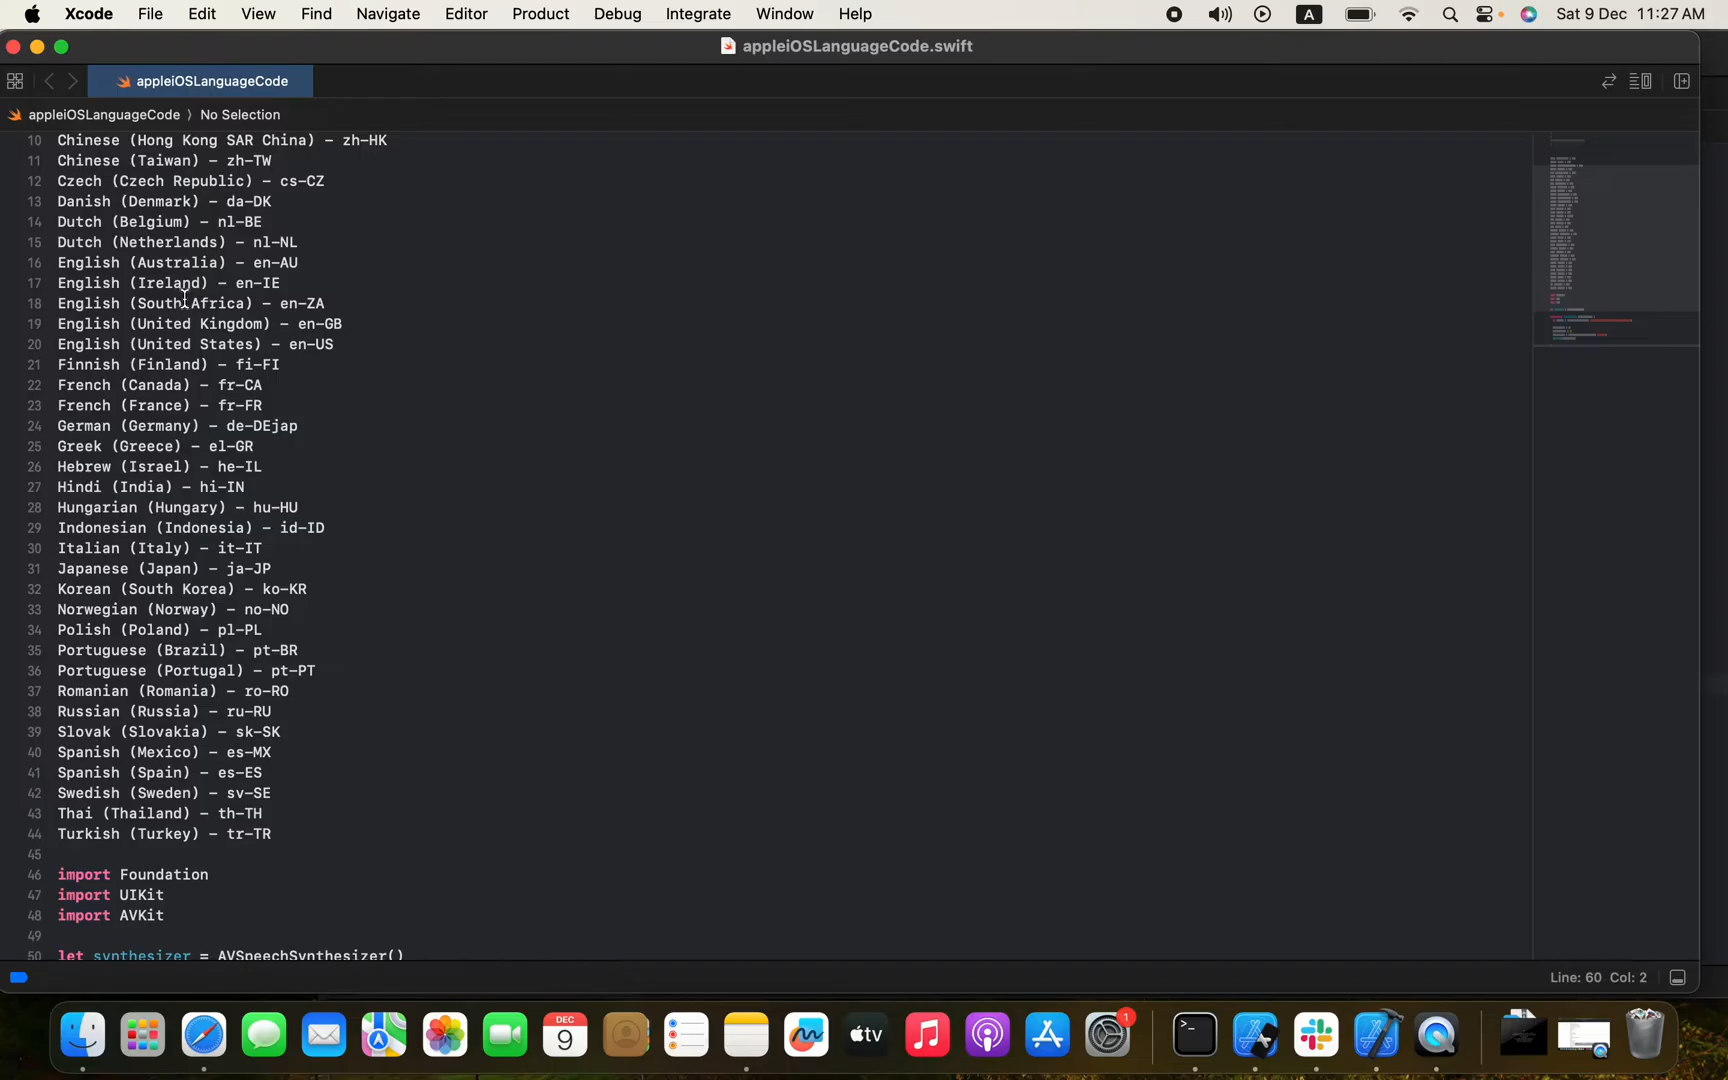 Xcode File Edit View Find Navigate Editor Product Debug Integrate Window Help A Sat 9 Dec 11:27 AM
appleiOSLanguageCode.swift
appleiOSLanguageCode
appleiOSLanguageCode ⟩ No Selection
10 Chinese (Hong Kong SAR China) - zh-HK
11 Chinese (Taiwan) - zh-TW
12 Czech (Czech Republic) - cs-CZ
13 Danish (Denmark) - da-DK
14 Dutch (Belgium) - nl-BE
15 Dutch (Netherlands) - nl-NL
16 English (Australia) - en-AU
17 English (Ireland) - en-IE
18 English (South Africa) - en-ZA
19 English (United Kingdom) - en-GB
20 English (United States) - en-US
21 Finnish (Finland) - fi-FI
22 French (Canada) - fr-CA
23 French (France) - fr-FR
24 German (Germany) - de-DEjap
25 Greek (Greece) - el-GR
26 Hebrew (Israel) - he-IL
27 Hindi (India) - hi-IN
28 Hungarian (Hungary) - hu-HU
29 Indonesian (Indonesia) - id-ID
30 Italian (Italy) - it-IT
31 Japanese (Japan) - ja-JP
32 Korean (South Korea) - ko-KR
33 Norwegian (Norway) - no-NO
34 Polish (Poland) - pl-PL
35 Portuguese (Brazil) - pt-BR
36 Portuguese (Portugal) - pt-PT
37 Romanian (Romania) - ro-RO
38 Russian (Russia) - ru-RU
39 Slovak (Slovakia) - sk-SK
40 Spanish (Mexico) - es-MX
41 Spanish (Spain) - es-ES
42 Swedish (Sweden) - sv-SE
43 Thai (Thailand) - th-TH
44 Turkish (Turkey) - tr-TR
45
46 import Foundation
47 import UIKit
48 import AVKit
49
50 let synthesizer = AVSpeechSynthesizer()
Line: 60 Col: 2
DEC
9
tv
1